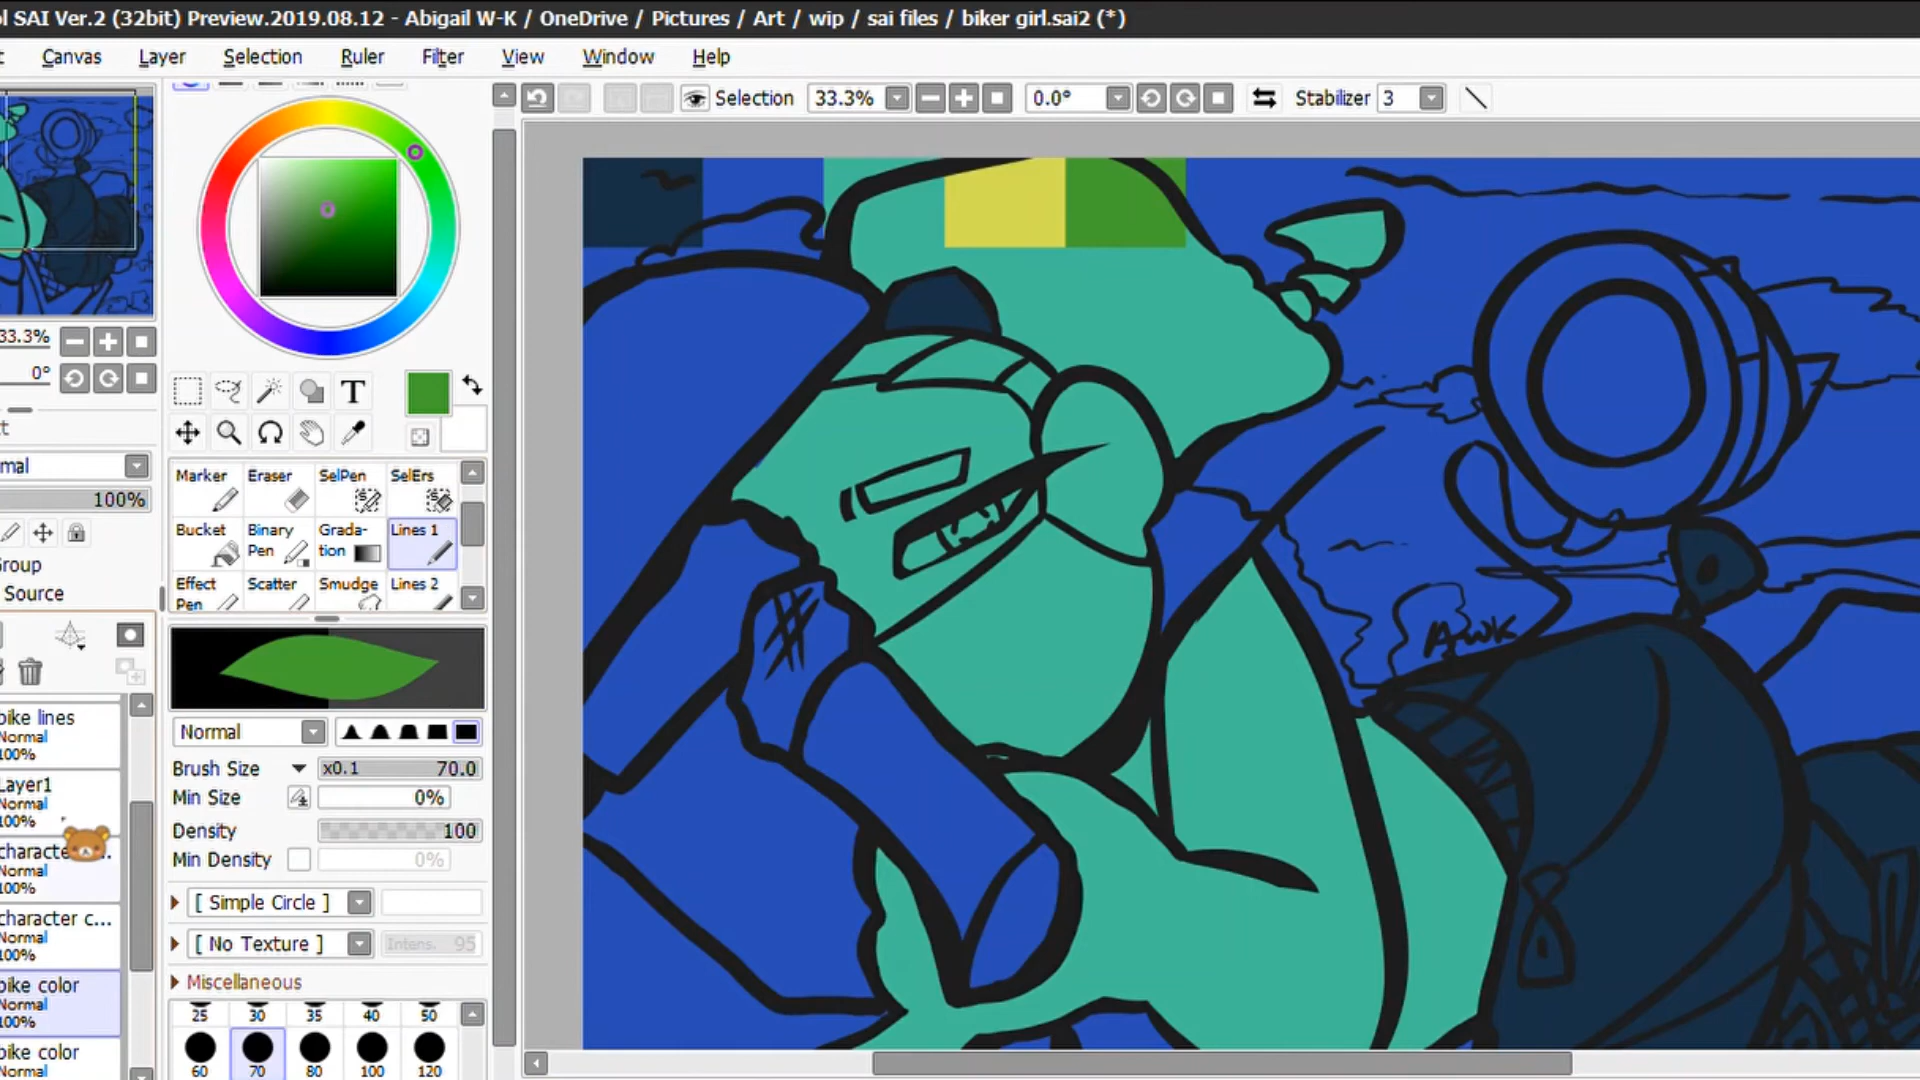 ol SAI Ver.2 (32bit) Preview.2019.08.12 - Abigail W-K / OneDrive / Pictures / Art / wip / sai files / biker girl.sai2 (*)
t Canvas Layer Selection Ruler Filter View Window Help
Selection 33.3% 0.0° Stabilizer 3
33.3%
0°
T
t
mal
100%
Group
Source
Marker Eraser SelPen SelErs
Bucket Binary Pen Grada-tion Lines 1
Effect Pen Scatter Smudge Lines 2
Normal
Brush Size x0.1 70.0
Min Size 0%
Density 100
Min Density 0%
[ Simple Circle ]
[ No Texture ] Intens. 95
Miscellaneous
25 30 35 40 50
60 70 80 100 120
bike lines
Normal
100%
Layer1
Normal
100%
characte...
Normal
100%
character c...
Normal
100%
bike color
Normal
100%
bike color
AWK